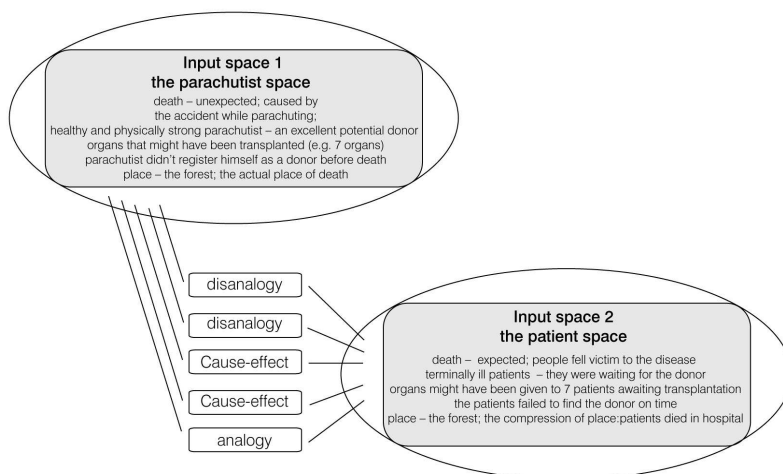 Input space 1
the parachutist space
death – unexpected; caused by
the accident while parachuting;
healthy and physically strong parachutist – an excellent potential donor
organs that might have been transplanted (e.g. 7 organs)
parachutist didn't register himself as a donor before death
place – the forest; the actual place of death
disanalogy
disanalogy
Cause-effect
Cause-effect
analogy
Input space 2
the patient space
death – expected; people fell victim to the disease
terminally ill patients – they were waiting for the donor
organs might have been given to 7 patients awaiting transplantation
the patients failed to find the donor on time
place – the forest; the compression of place:patients died in hospital